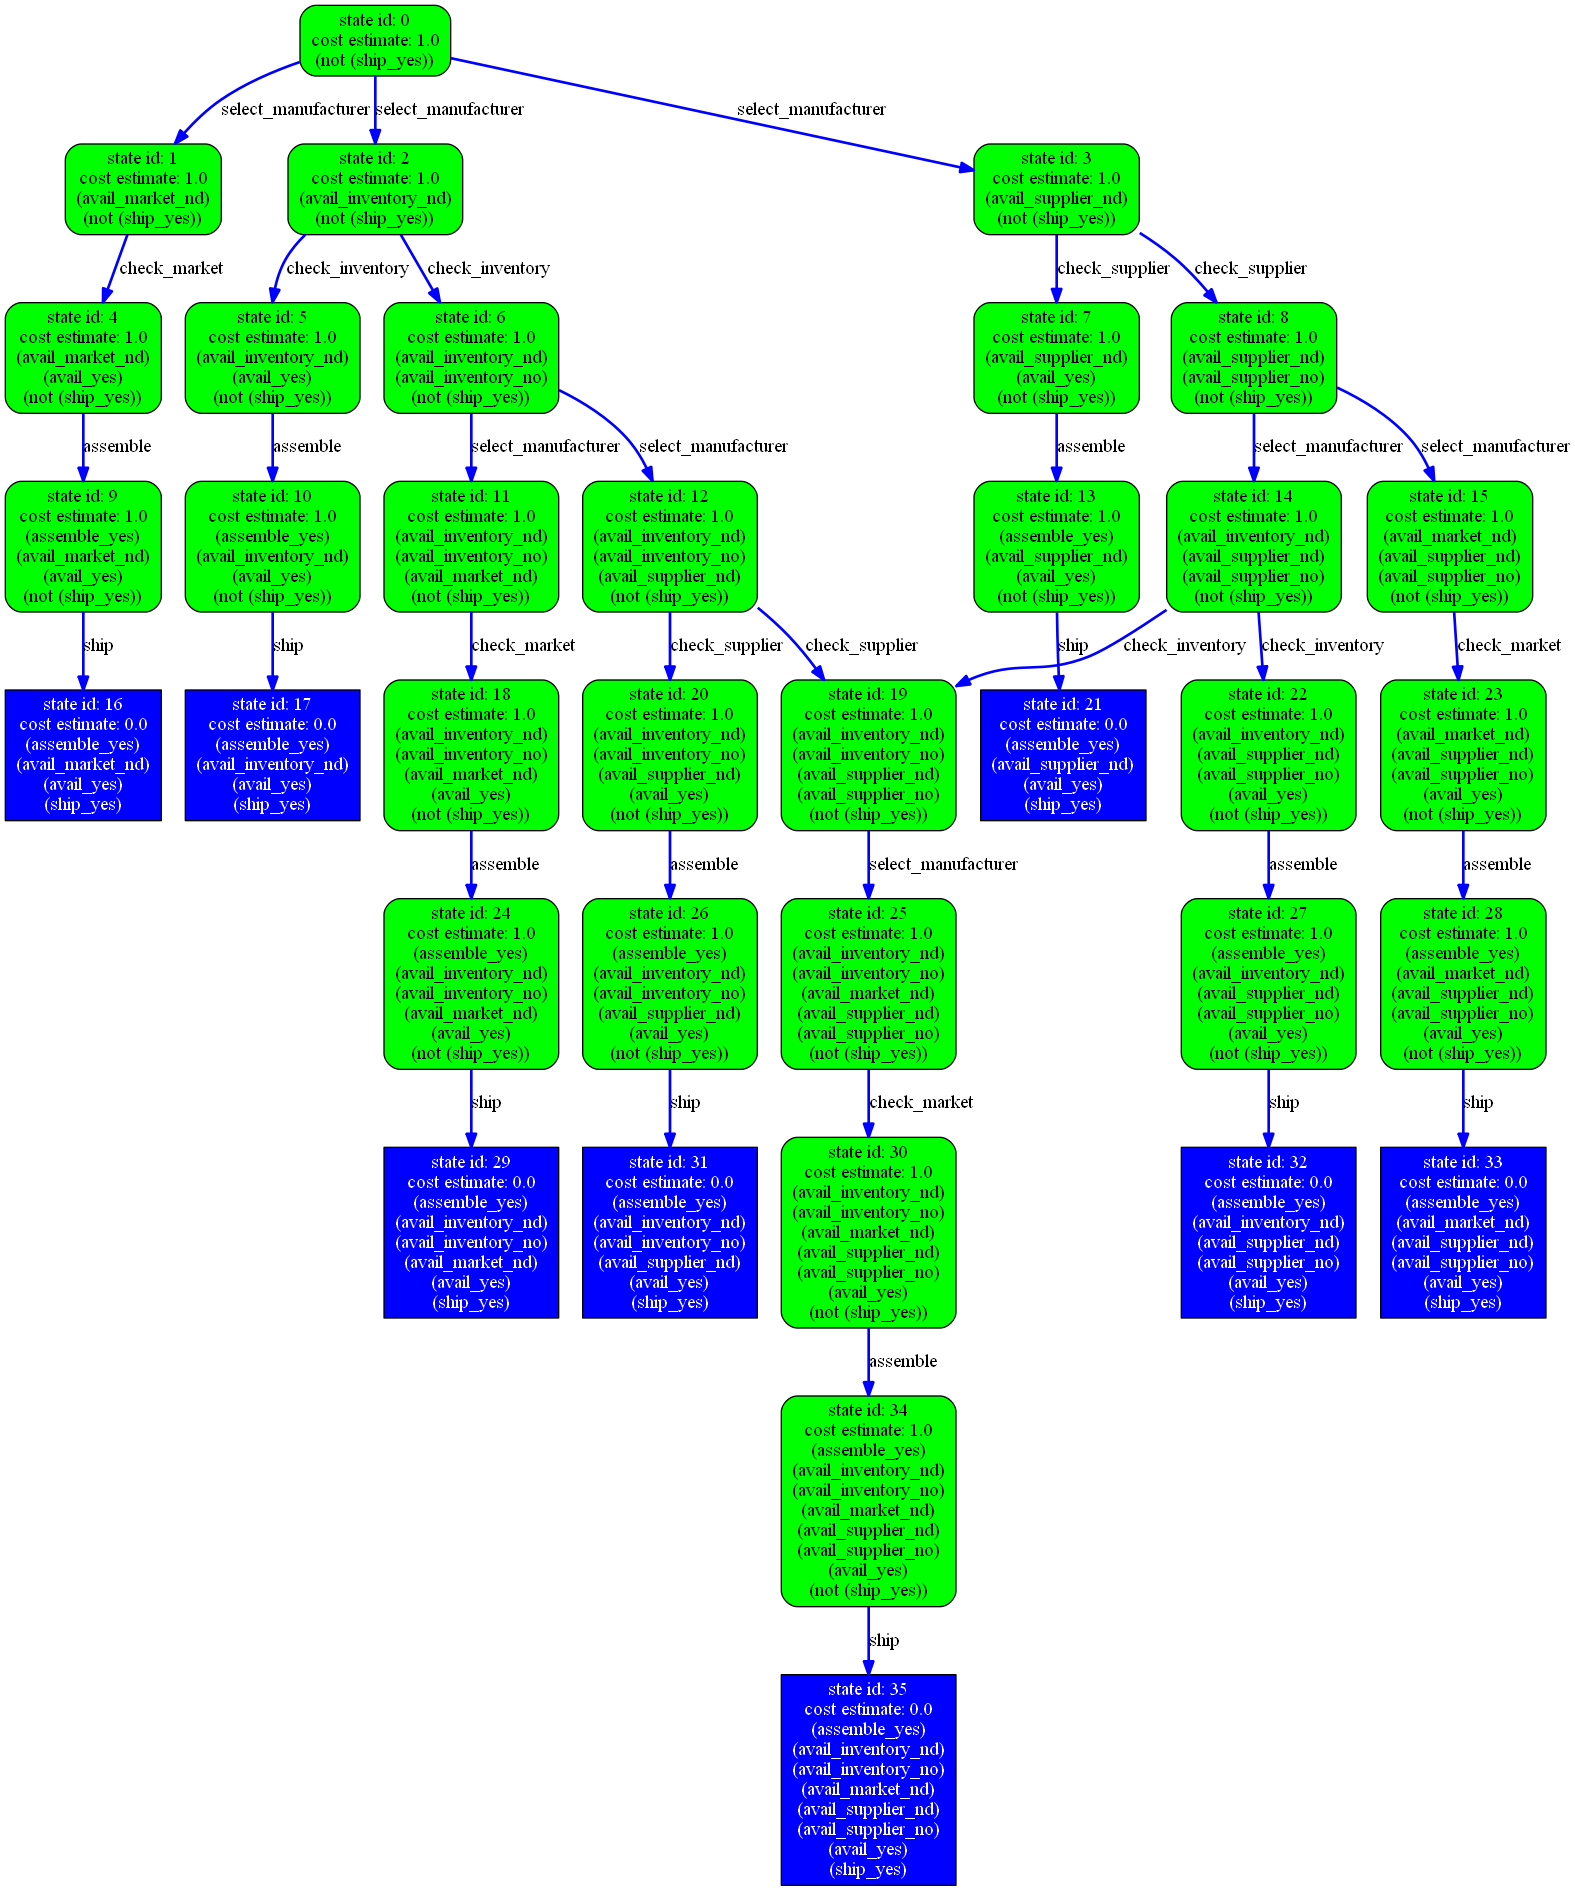 state id: 0
cost estimate: 1.0
(not (ship_yes))
select_manufacturer
select_manufacturer
select_manufacturer
state id: 1
cost estimate: 1.0
(avail_market_nd)
(not (ship_yes))
state id: 2
cost estimate: 1.0
(avail_inventory_nd)
(not (ship_yes))
state id: 3
cost estimate: 1.0
(avail_supplier_nd)
(not (ship_yes))
check_market
check_inventory
check_inventory
check_supplier
check_supplier
state id: 4
cost estimate: 1.0
(avail_market_nd)
(avail_yes)
(not (ship_yes))
state id: 5
cost estimate: 1.0
(avail_inventory_nd)
(avail_yes)
(not (ship_yes))
state id: 6
cost estimate: 1.0
(avail_inventory_nd)
(avail_inventory_no)
(not (ship_yes))
state id: 7
cost estimate: 1.0
(avail_supplier_nd)
(avail_yes)
(not (ship_yes))
state id: 8
cost estimate: 1.0
(avail_supplier_nd)
(avail_supplier_no)
(not (ship_yes))
assemble
assemble
select_manufacturer
select_manufacturer
assemble
select_manufacturer
select_manufacturer
state id: 9
cost estimate: 1.0
(assemble_yes)
(avail_market_nd)
(avail_yes)
(not (ship_yes))
state id: 10
cost estimate: 1.0
(assemble_yes)
(avail_inventory_nd)
(avail_yes)
(not (ship_yes))
state id: 11
cost estimate: 1.0
(avail_inventory_nd)
(avail_inventory_no)
(avail_market_nd)
(not (ship_yes))
state id: 12
cost estimate: 1.0
(avail_inventory_nd)
(avail_inventory_no)
(avail_supplier_nd)
(not (ship_yes))
state id: 13
cost estimate: 1.0
(assemble_yes)
(avail_supplier_nd)
(avail_yes)
(not (ship_yes))
state id: 14
cost estimate: 1.0
(avail_inventory_nd)
(avail_supplier_nd)
(avail_supplier_no)
(not (ship_yes))
state id: 15
cost estimate: 1.0
(avail_market_nd)
(avail_supplier_nd)
(avail_supplier_no)
(not (ship_yes))
ship
ship
check_market
check_supplier
check_supplier
ship
check_inventory
check_inventory
check_market
state id: 16
cost estimate: 0.0
(assemble_yes)
(avail_market_nd)
(avail_yes)
(ship_yes)
state id: 17
cost estimate: 0.0
(assemble_yes)
(avail_inventory_nd)
(avail_yes)
(ship_yes)
state id: 18
cost estimate: 1.0
(avail_inventory_nd)
(avail_inventory_no)
(avail_market_nd)
(avail_yes)
(not (ship_yes))
state id: 20
cost estimate: 1.0
(avail_inventory_nd)
(avail_inventory_no)
(avail_supplier_nd)
(avail_yes)
(not (ship_yes))
state id: 19
cost estimate: 1.0
(avail_inventory_nd)
(avail_inventory_no)
(avail_supplier_nd)
(avail_supplier_no)
(not (ship_yes))
state id: 21
cost estimate: 0.0
(assemble_yes)
(avail_supplier_nd)
(avail_yes)
(ship_yes)
state id: 22
cost estimate: 1.0
(avail_inventory_nd)
(avail_supplier_nd)
(avail_supplier_no)
(avail_yes)
(not (ship_yes))
state id: 23
cost estimate: 1.0
(avail_market_nd)
(avail_supplier_nd)
(avail_supplier_no)
(avail_yes)
(not (ship_yes))
assemble
assemble
select_manufacturer
assemble
assemble
state id: 24
cost estimate: 1.0
(assemble_yes)
(avail_inventory_nd)
(avail_inventory_no)
(avail_market_nd)
(avail_yes)
(not (ship_yes))
state id: 26
cost estimate: 1.0
(assemble_yes)
(avail_inventory_nd)
(avail_inventory_no)
(avail_supplier_nd)
(avail_yes)
(not (ship_yes))
state id: 25
cost estimate: 1.0
(avail_inventory_nd)
(avail_inventory_no)
(avail_market_nd)
(avail_supplier_nd)
(avail_supplier_no)
(not (ship_yes))
state id: 27
cost estimate: 1.0
(assemble_yes)
(avail_inventory_nd)
(avail_supplier_nd)
(avail_supplier_no)
(avail_yes)
(not (ship_yes))
state id: 28
cost estimate: 1.0
(assemble_yes)
(avail_market_nd)
(avail_supplier_nd)
(avail_supplier_no)
(avail_yes)
(not (ship_yes))
ship
ship
check_market
ship
ship
state id: 29
cost estimate: 0.0
(assemble_yes)
(avail_inventory_nd)
(avail_inventory_no)
(avail_market_nd)
(avail_yes)
(ship_yes)
state id: 31
cost estimate: 0.0
(assemble_yes)
(avail_inventory_nd)
(avail_inventory_no)
(avail_supplier_nd)
(avail_yes)
(ship_yes)
state id: 30
cost estimate: 1.0
(avail_inventory_nd)
(avail_inventory_no)
(avail_market_nd)
(avail_supplier_nd)
(avail_supplier_no)
(avail_yes)
(not (ship_yes))
state id: 32
cost estimate: 0.0
(assemble_yes)
(avail_inventory_nd)
(avail_supplier_nd)
(avail_supplier_no)
(avail_yes)
(ship_yes)
state id: 33
cost estimate: 0.0
(assemble_yes)
(avail_market_nd)
(avail_supplier_nd)
(avail_supplier_no)
(avail_yes)
(ship_yes)
assemble
state id: 34
cost estimate: 1.0
(assemble_yes)
(avail_inventory_nd)
(avail_inventory_no)
(avail_market_nd)
(avail_supplier_nd)
(avail_supplier_no)
(avail_yes)
(not (ship_yes))
ship
state id: 35
cost estimate: 0.0
(assemble_yes)
(avail_inventory_nd)
(avail_inventory_no)
(avail_market_nd)
(avail_supplier_nd)
(avail_supplier_no)
(avail_yes)
(ship_yes)